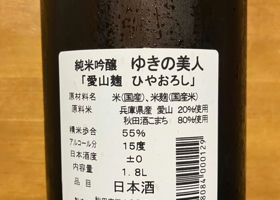 純米吟醸 ゆきの美人
「愛山麹 ひやおろし」
原材料名 米(国産)、米麹(国産米)
原料米 兵庫県産 愛山 20%使用
秋田酒こまち 80%使用
精米歩合 55%
アルコール分 15度
日本酒度 ±0
内容量 1.8L
品目 日本酒
8084000129